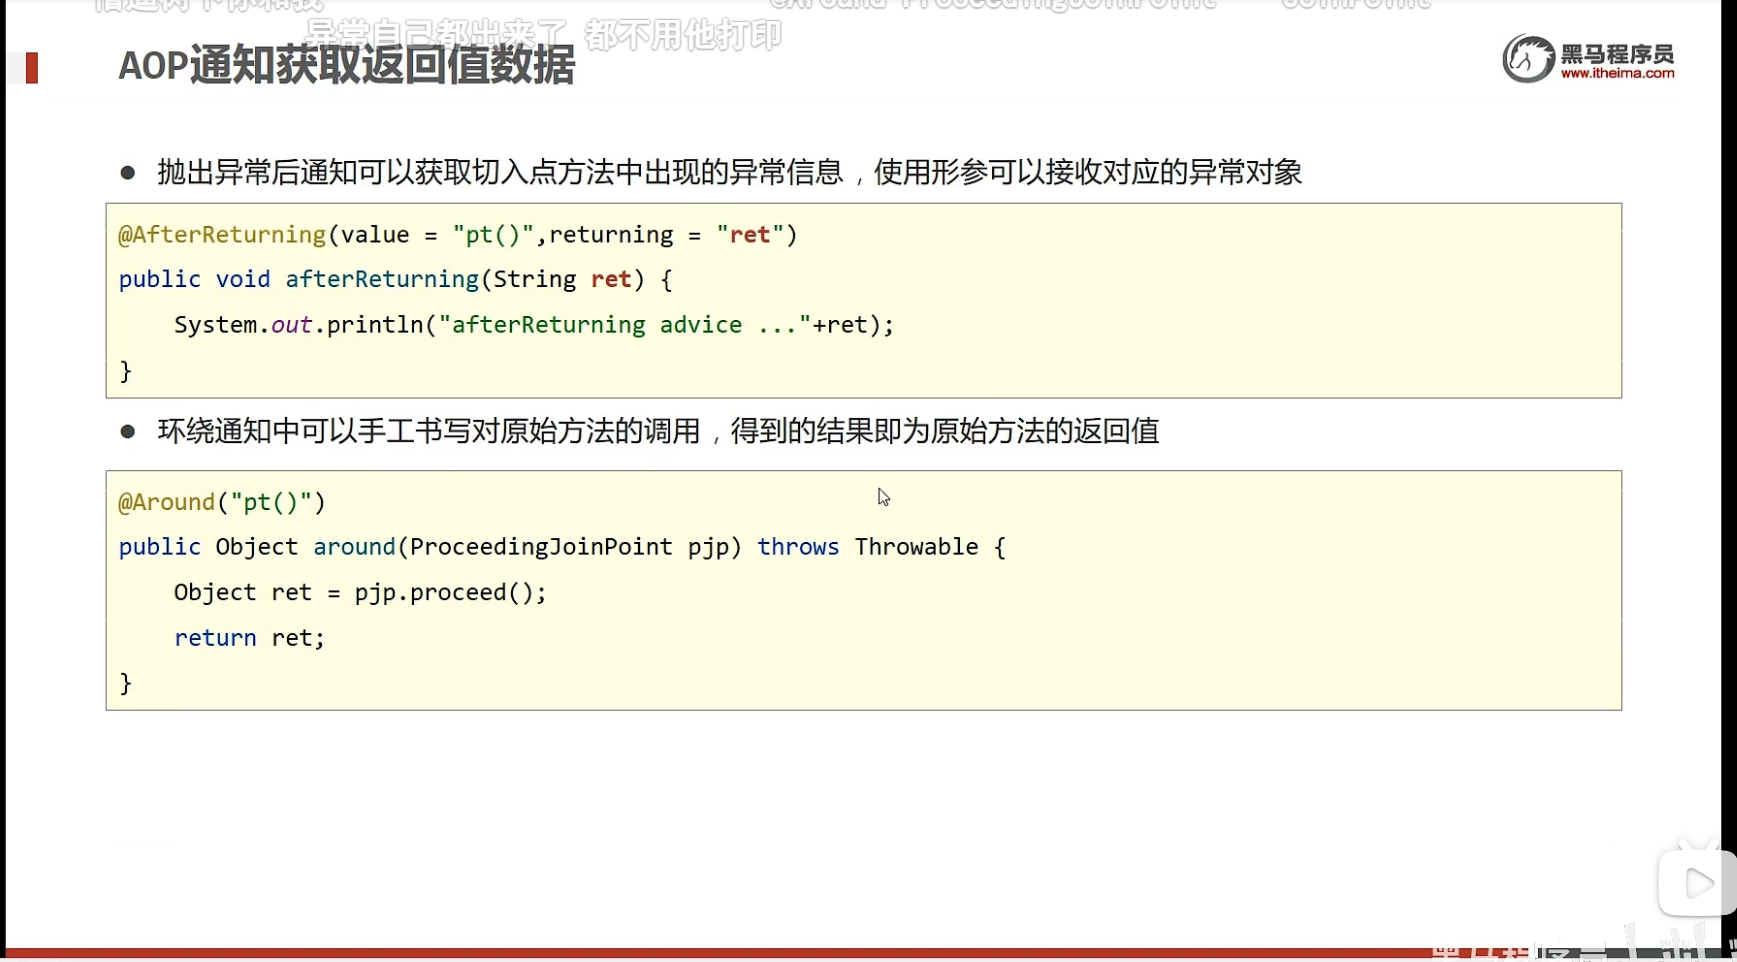 异常自己都出来了 都不用他打印
AOP通知获取返回值数据
黑马程序员
www.itheima.com
● 抛出异常后通知可以获取切入点方法中出现的异常信息，使用形参可以接收对应的异常对象
@AfterReturning(value = "pt()",returning = "ret")
public void afterReturning(String ret) {
System.out.println("afterReturning advice ..."+ret);
}
● 环绕通知中可以手工书写对原始方法的调用，得到的结果即为原始方法的返回值
@Around("pt()")
public Object around(ProceedingJoinPoint pjp) throws Throwable {
Object ret = pjp.proceed();
return ret;
}